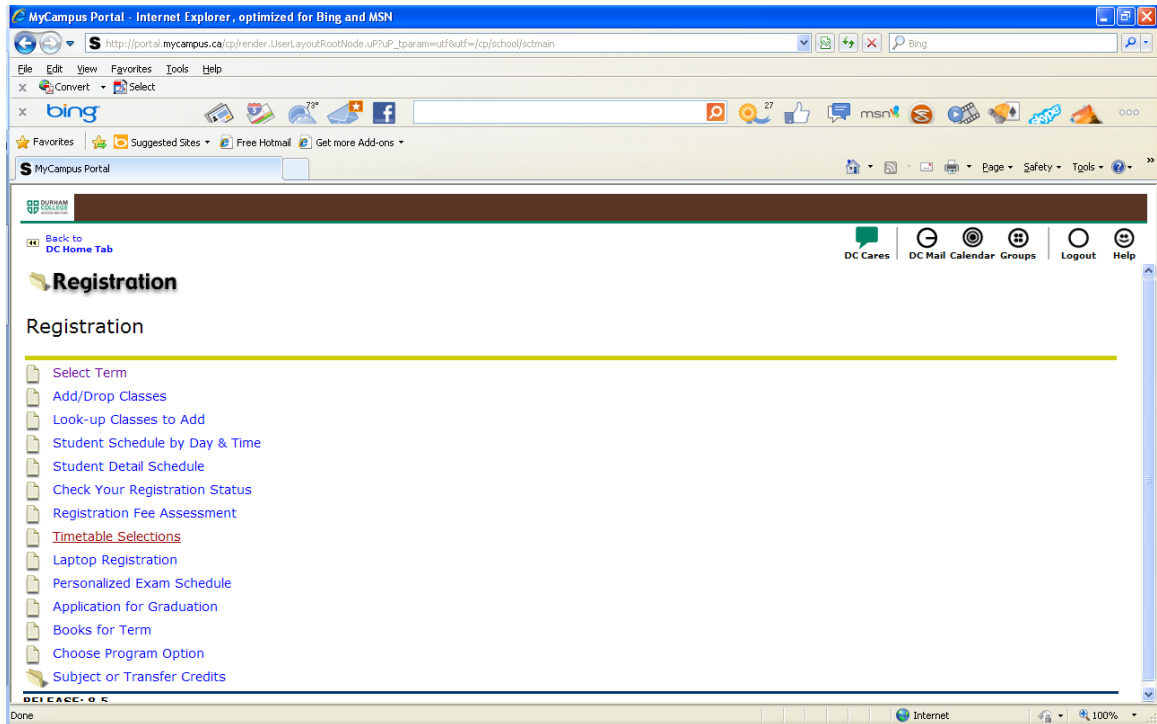 MyCampus Portal - Internet Explorer, optimized for Bing and MSN
http://portal.mycampus.ca/cp/render.UserLayoutRootNode.uP?uP_tparam=utf&utf=/cp/school/sctmain
Bing
File Edit View Favorites Tools Help
x Convert Select
x bing 73° 27 msn
Favorites Suggested Sites Free Hotmail Get more Add-ons
MyCampus Portal Page Safety Tools »
DURHAM
COLLEGE
Back to
DC Home Tab
DC Cares DC Mail Calendar Groups Logout Help
Registration
Registration
Select Term
Add/Drop Classes
Look-up Classes to Add
Student Schedule by Day & Time
Student Detail Schedule
Check Your Registration Status
Registration Fee Assessment
Timetable Selections
Laptop Registration
Personalized Exam Schedule
Application for Graduation
Books for Term
Choose Program Option
Subject or Transfer Credits
RELEASE: 8.5
Done Internet 100%